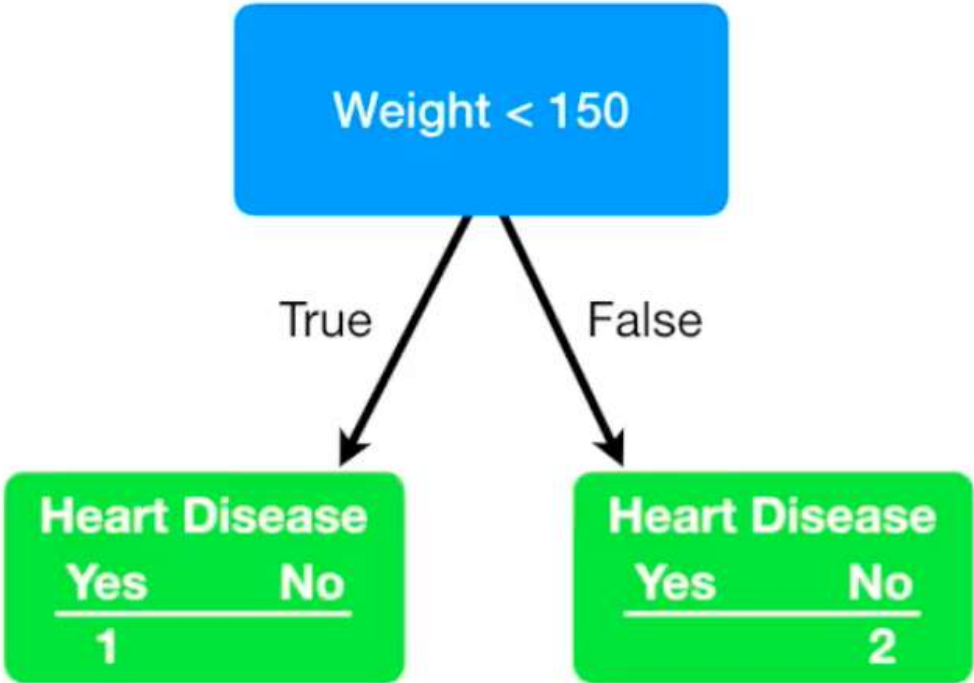 Weight < 150
True
False
Heart Disease
Yes No
1
Heart Disease
Yes No
2